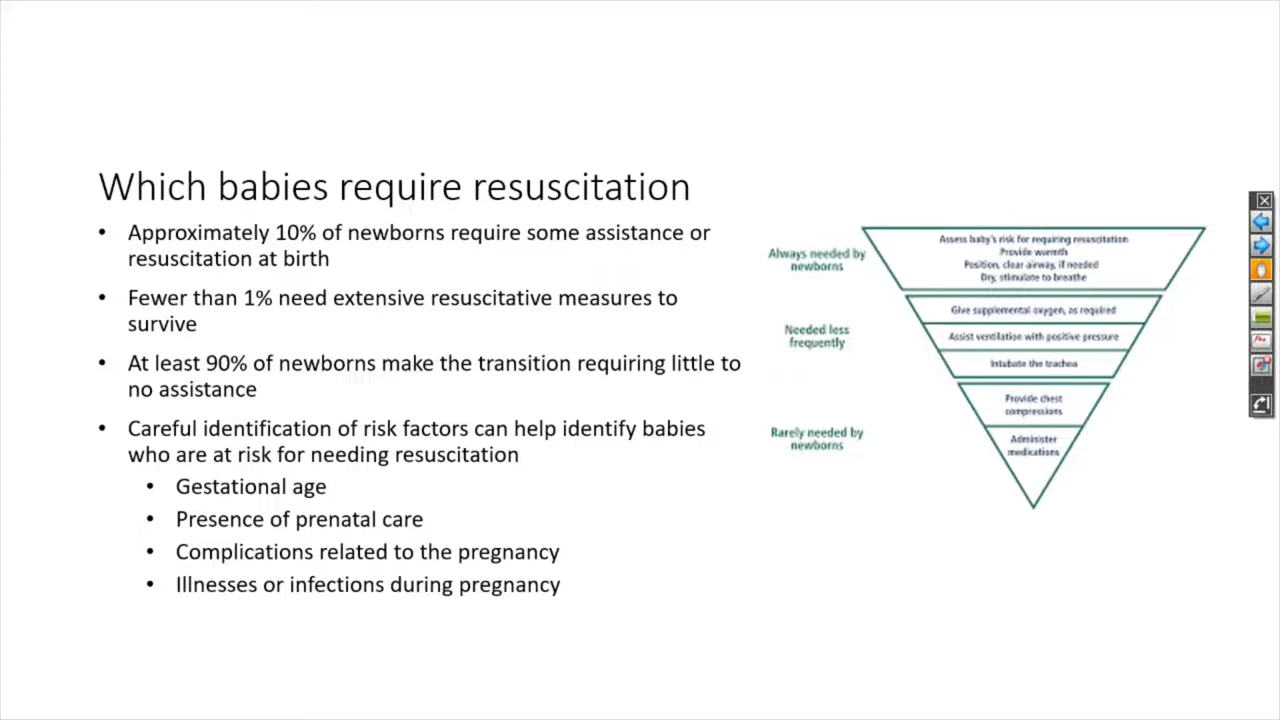 Which babies require resuscitation
• Approximately 10% of newborns require some assistance or
resuscitation at birth
• Fewer than 1% need extensive resuscitative measures to
survive
• At least 90% of newborns make the transition requiring little to
no assistance
• Careful identification of risk factors can help identify babies
who are at risk for needing resuscitation
• Gestational age
• Presence of prenatal care
• Complications related to the pregnancy
• Illnesses or infections during pregnancy
Always needed by
newborns
Assess baby's risk for requiring resuscitation
Provide warmth
Position, clear airway, if needed
Dry, stimulate to breathe
Needed less
frequently
Give supplemental oxygen, as required
Assist ventilation with positive pressure
Intubate the trachea
Rarely needed by
newborns
Provide chest
compressions
Administer
medications